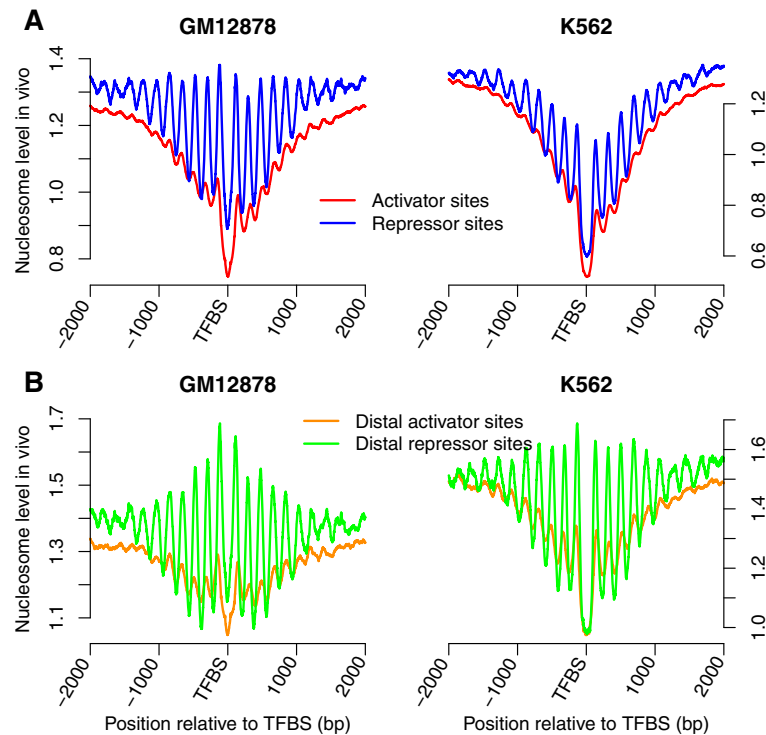 A
GM12878
K562
Nucleosome level in vivo
1.4
1.2
1.0
0.8
1.2
1.0
0.8
0.6
Activator sites
Repressor sites
−2000
−1000
TFBS
1000
2000
−2000
−1000
TFBS
1000
2000
B
GM12878
K562
Nucleosome level in vivo
1.7
1.5
1.3
1.1
1.6
1.4
1.2
1.0
Distal activator sites
Distal repressor sites
−2000
−1000
TFBS
1000
2000
−2000
−1000
TFBS
1000
2000
Position relative to TFBS (bp)
Position relative to TFBS (bp)